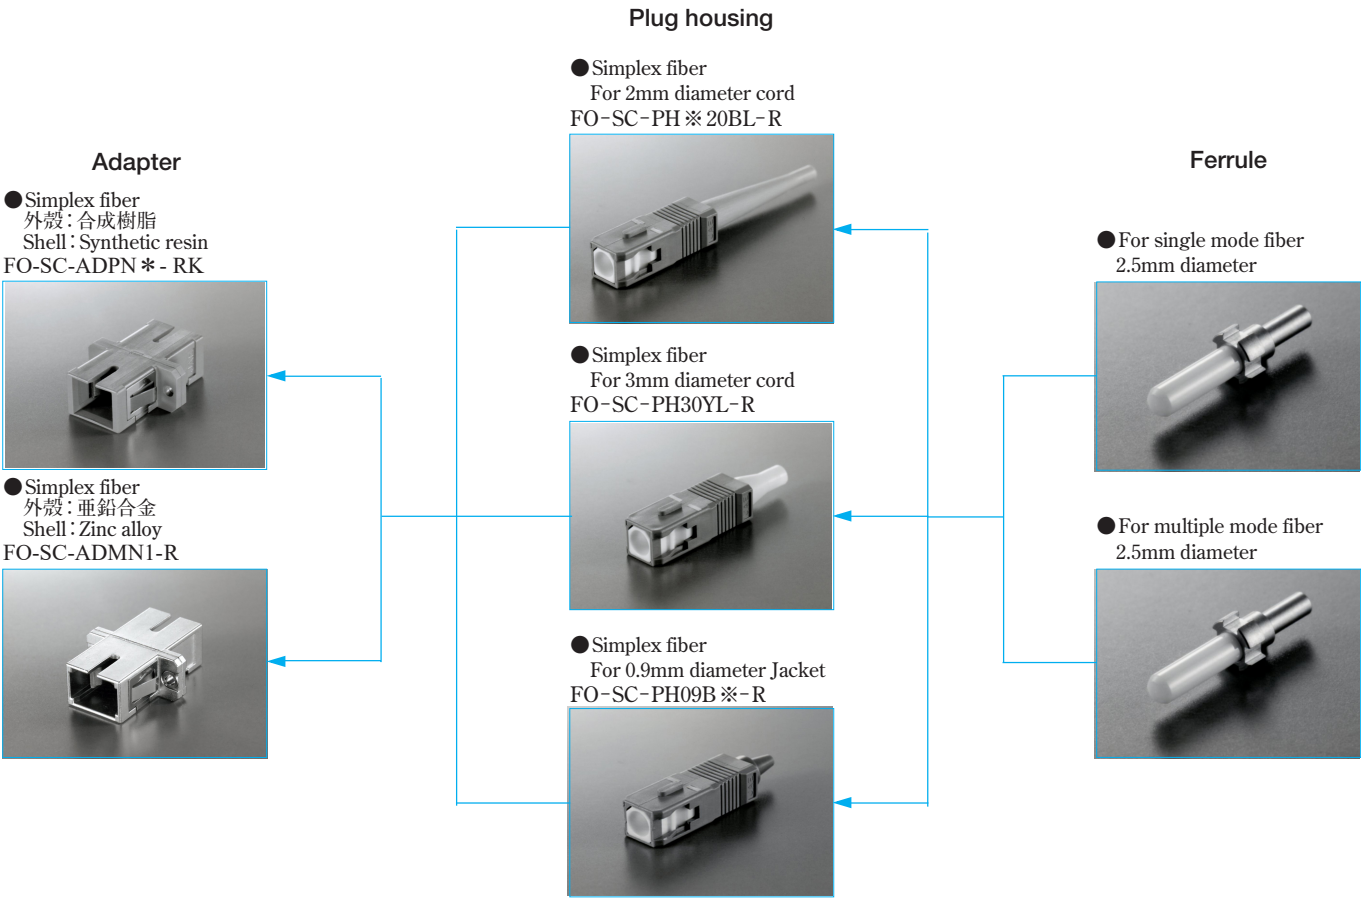 Plug housing
●Simplex fiber
For 2mm diameter cord
FO-SC-PH※20BL-R
Adapter
●Simplex fiber
外殻：合成樹脂
Shell：Synthetic resin
FO-SC-ADPN＊- RK
Ferrule
●For single mode fiber
2.5mm diameter
●Simplex fiber
For 3mm diameter cord
FO-SC-PH30YL-R
●Simplex fiber
外殻：亜鉛合金
Shell：Zinc alloy
FO-SC-ADMN1-R
●For multiple mode fiber
2.5mm diameter
●Simplex fiber
For 0.9mm diameter Jacket
FO-SC-PH09B※-R